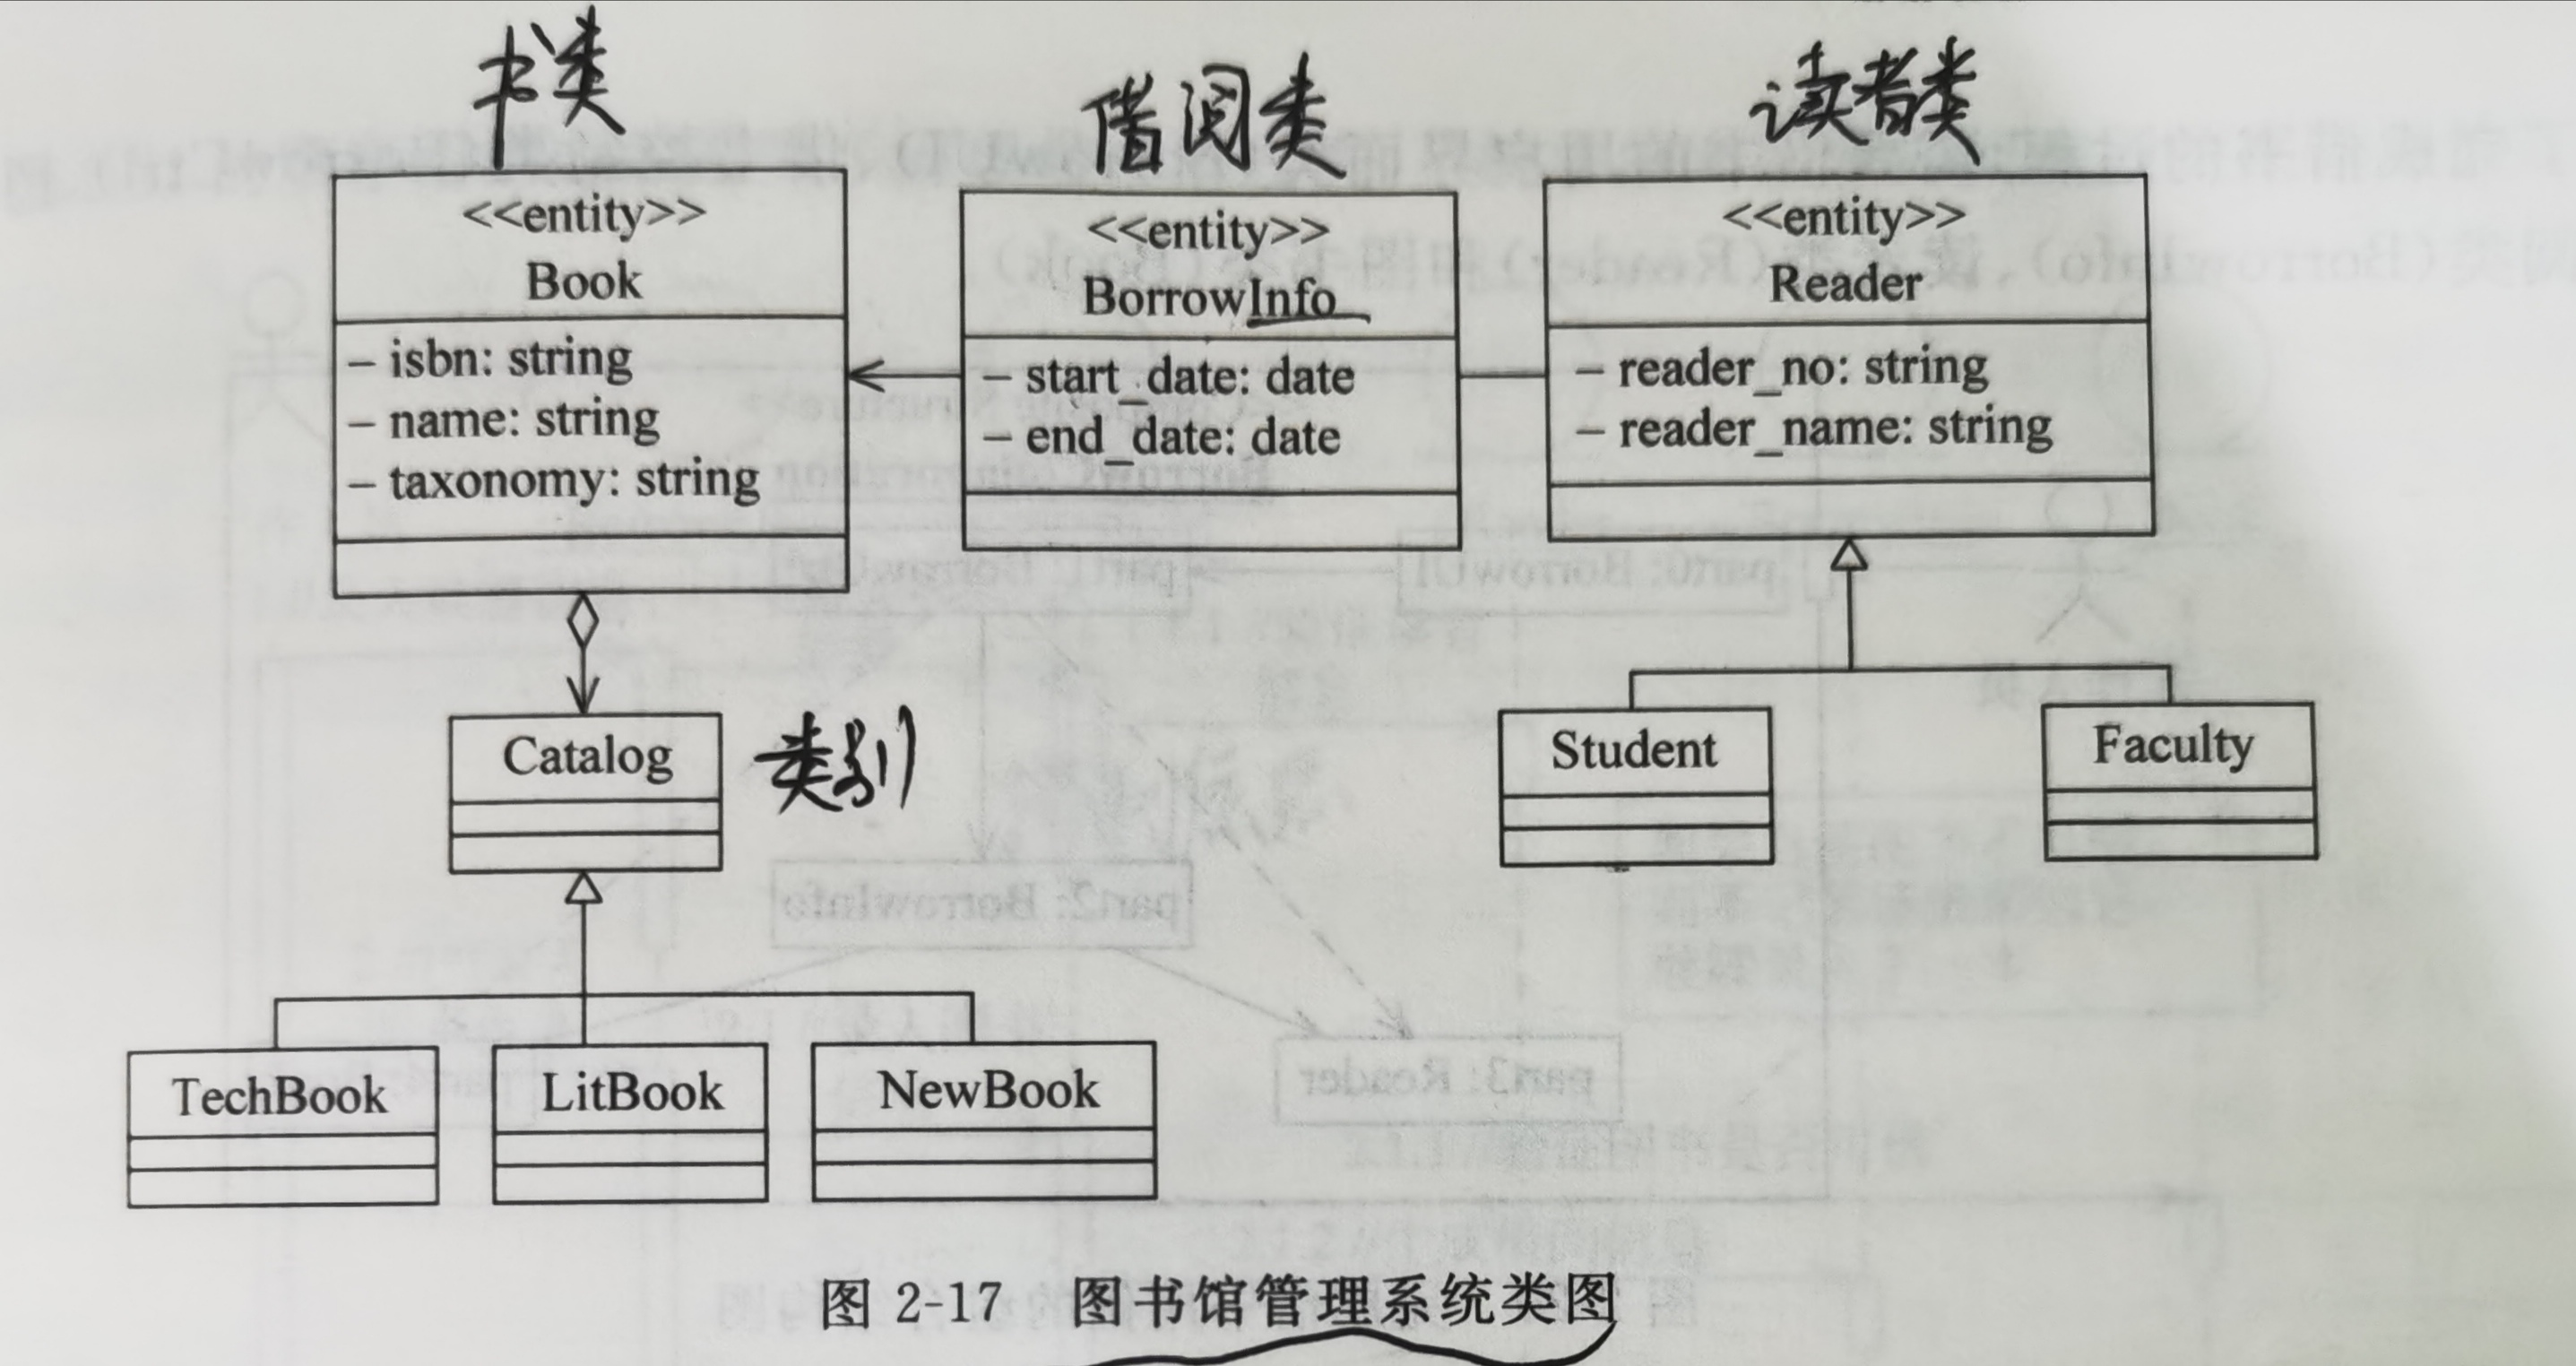 书类
借阅类
读者类
<<entity>>
Book
– isbn: string
– name: string
– taxonomy: string
<<entity>>
BorrowInfo
– start_date: date
– end_date: date
<<entity>>
Reader
– reader_no: string
– reader_name: string
Catalog
类别
Student
Faculty
TechBook
LitBook
NewBook
图 2-17 图书馆管理系统类图